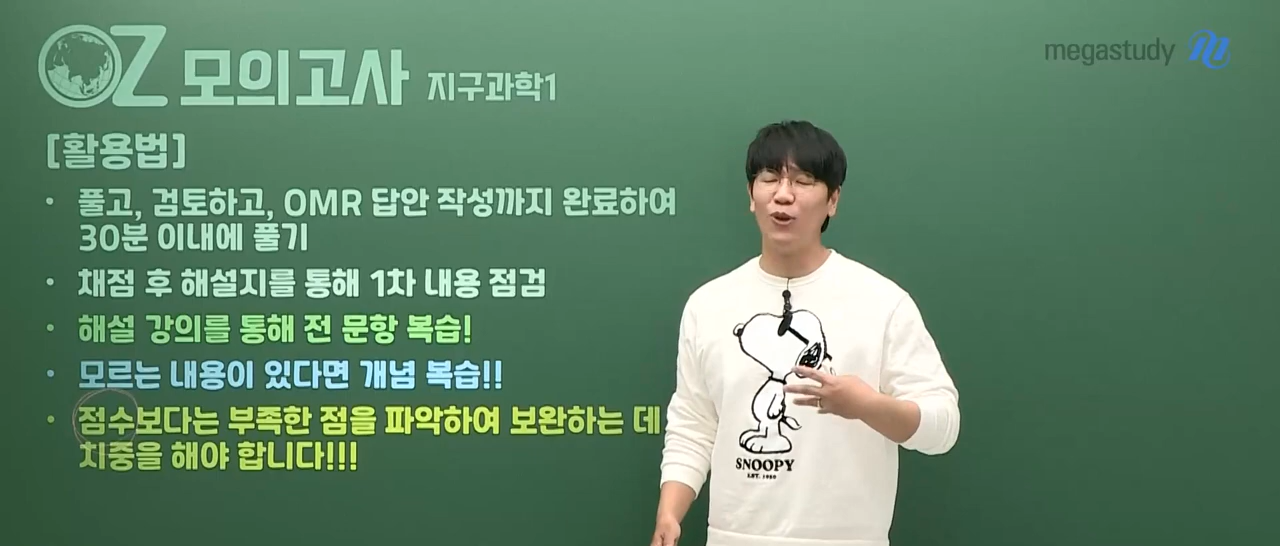 OZ 모의고사 지구과학1
megastudy
[활용법]
• 풀고, 검토하고, OMR 답안 작성까지 완료하여
30분 이내에 풀기
• 채점 후 해설지를 통해 1차 내용 점검
• 해설 강의를 통해 전 문항 복습!
• 모르는 내용이 있다면 개념 복습!!
• 점수보다는 부족한 점을 파악하여 보완하는 데
치중을 해야 합니다!!!
SNOOPY
EST. 1950